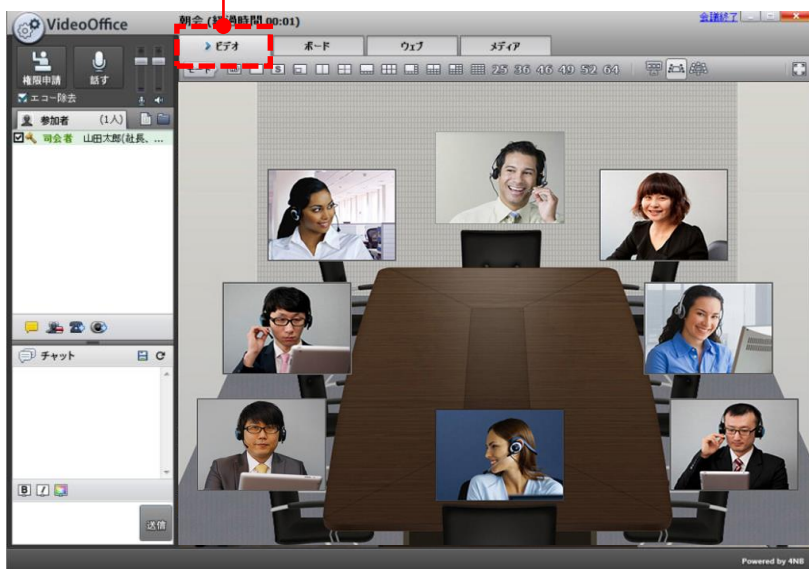 VideoOffice
朝会 (経過時間 00:01)
会議終了
ビデオ
ボード
ウェブ
メディア
権限申請
話す
エコー除去
モード
S
25 36 46 49 52 64
参加者 (1人)
司会者 山田太郎(社長、...
チャット
B
送信
Powered by 4NB